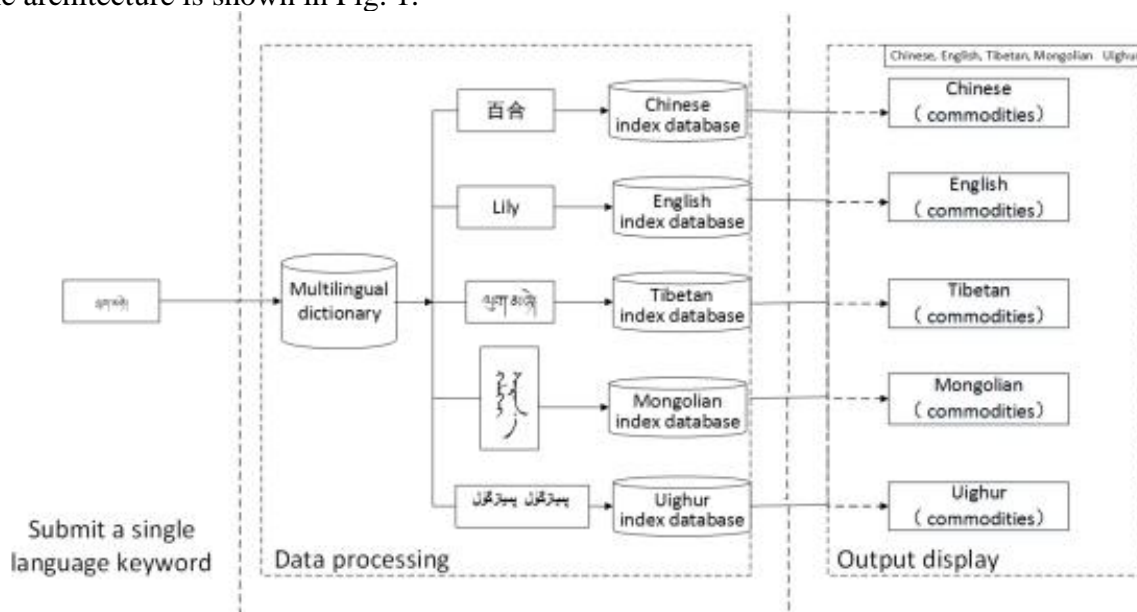 e architecture is shown in Fig. 1.
Chinese, English, Tibetan, Mongolian Uighur
百合
Chinese
index database
Chinese
( commodities)
Lily
English
index database
English
( commodities)
Multilingual
dictionary
Tibetan
index database
Tibetan
( commodities)
Mongolian
index database
Mongolian
( commodities)
Uighur
index database
Uighur
( commodities)
Submit a single
language keyword
Data processing
Output display